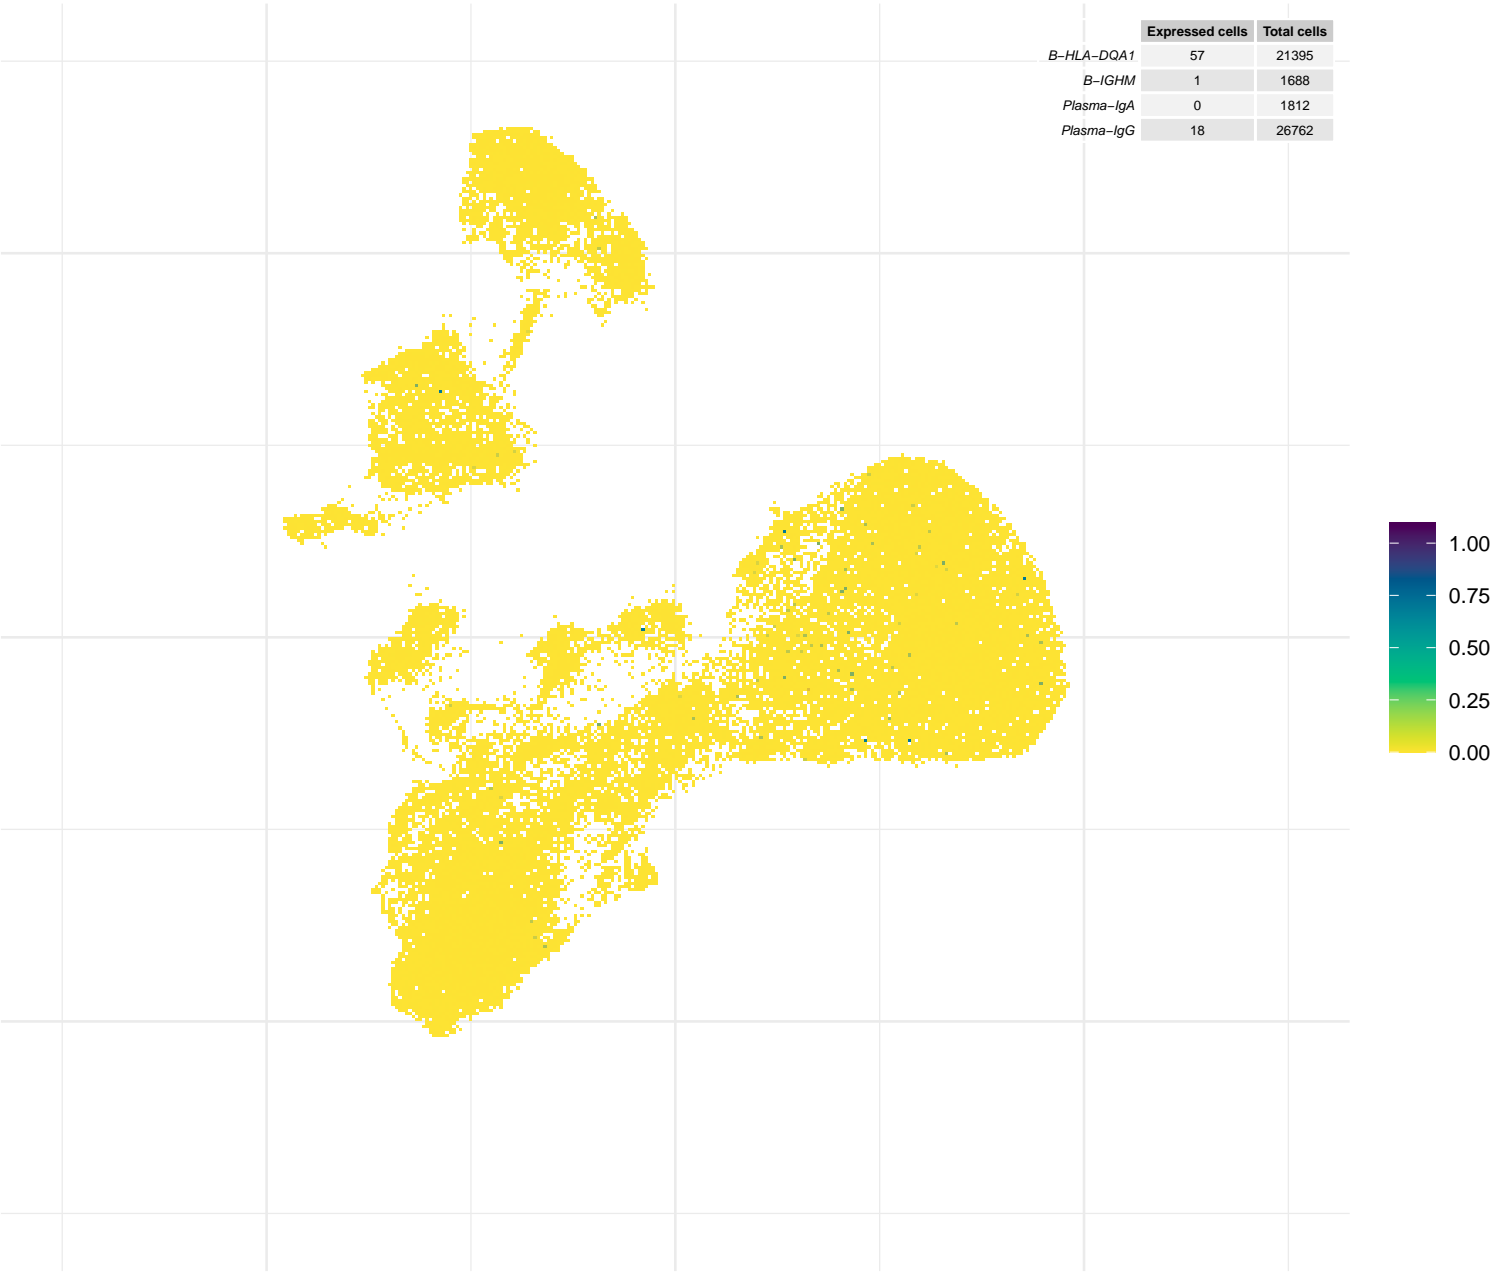 Expressed cells Total cells
B−HLA−DQA1 57 21395
B−IGHM 1 1688
Plasma−IgA 0 1812
Plasma−IgG 18 26762
1.00
0.75
0.50
0.25
0.00